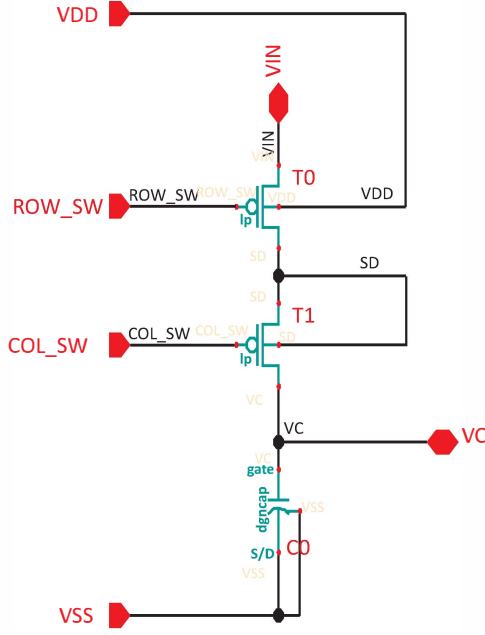 VDD
VIN
VIN
VIN
T0
ROW_SW
ROW_SW
ROW_SW
VDD
VDD
lp
SD
SD
SD
T1
COL_SW
COL_SW
COL_SW
SD
lp
VC
VC
VC
VC
gate
dgncap
VSS
S/D
C0
VSS
VSS